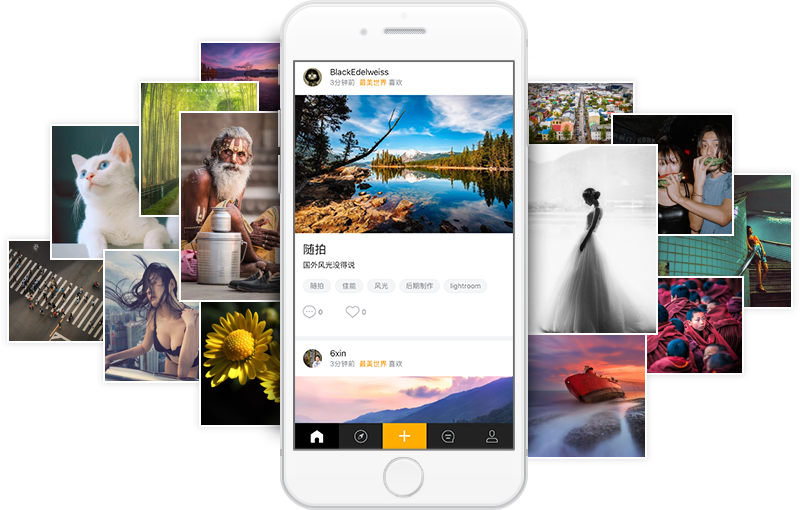 BlackEdelweiss
3分钟前 最美世界 喜欢
随拍
国外风光没得说
随拍 佳能 风光 后期制作 lightroom
0 0
6xin
3分钟前 最美世界 喜欢